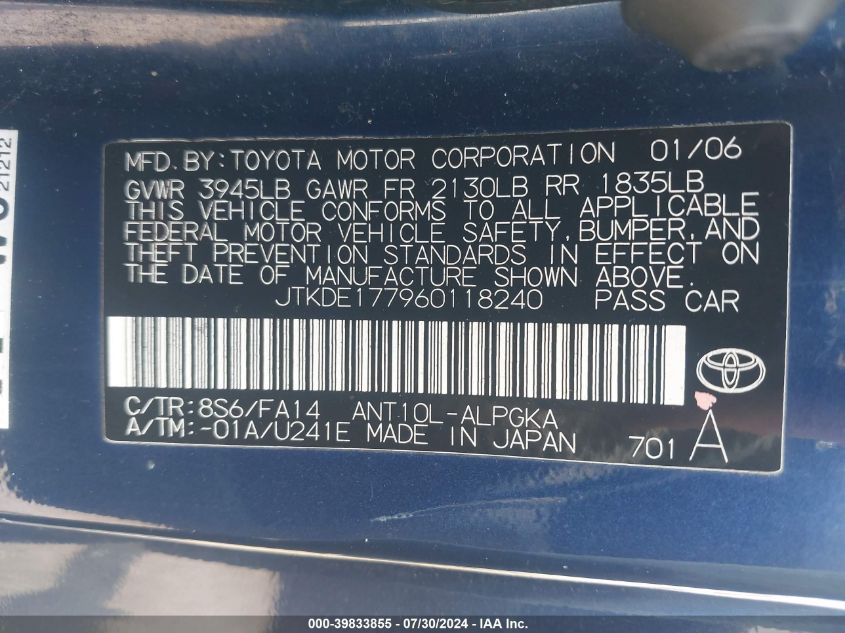 MFD. BY: TOYOTA MOTOR CORPORATION 01/06
GVWR 3945LB GAWR FR 2130LB RR 1835LB
THIS VEHICLE CONFORMS TO ALL APPLICABLE
FEDERAL MOTOR VEHICLE SAFETY, BUMPER, AND
THEFT PREVENTION STANDARDS IN EFFECT ON
THE DATE OF MANUFACTURE SHOWN ABOVE.
JTKDE177960118240 PASS CAR
C/TR: 8S6/FA14 ANT10L-ALPGKA
A/TM: -01A/U241E MADE IN JAPAN 701 A
21212
000-39833855 / 07/30/2024 - IAA Inc.